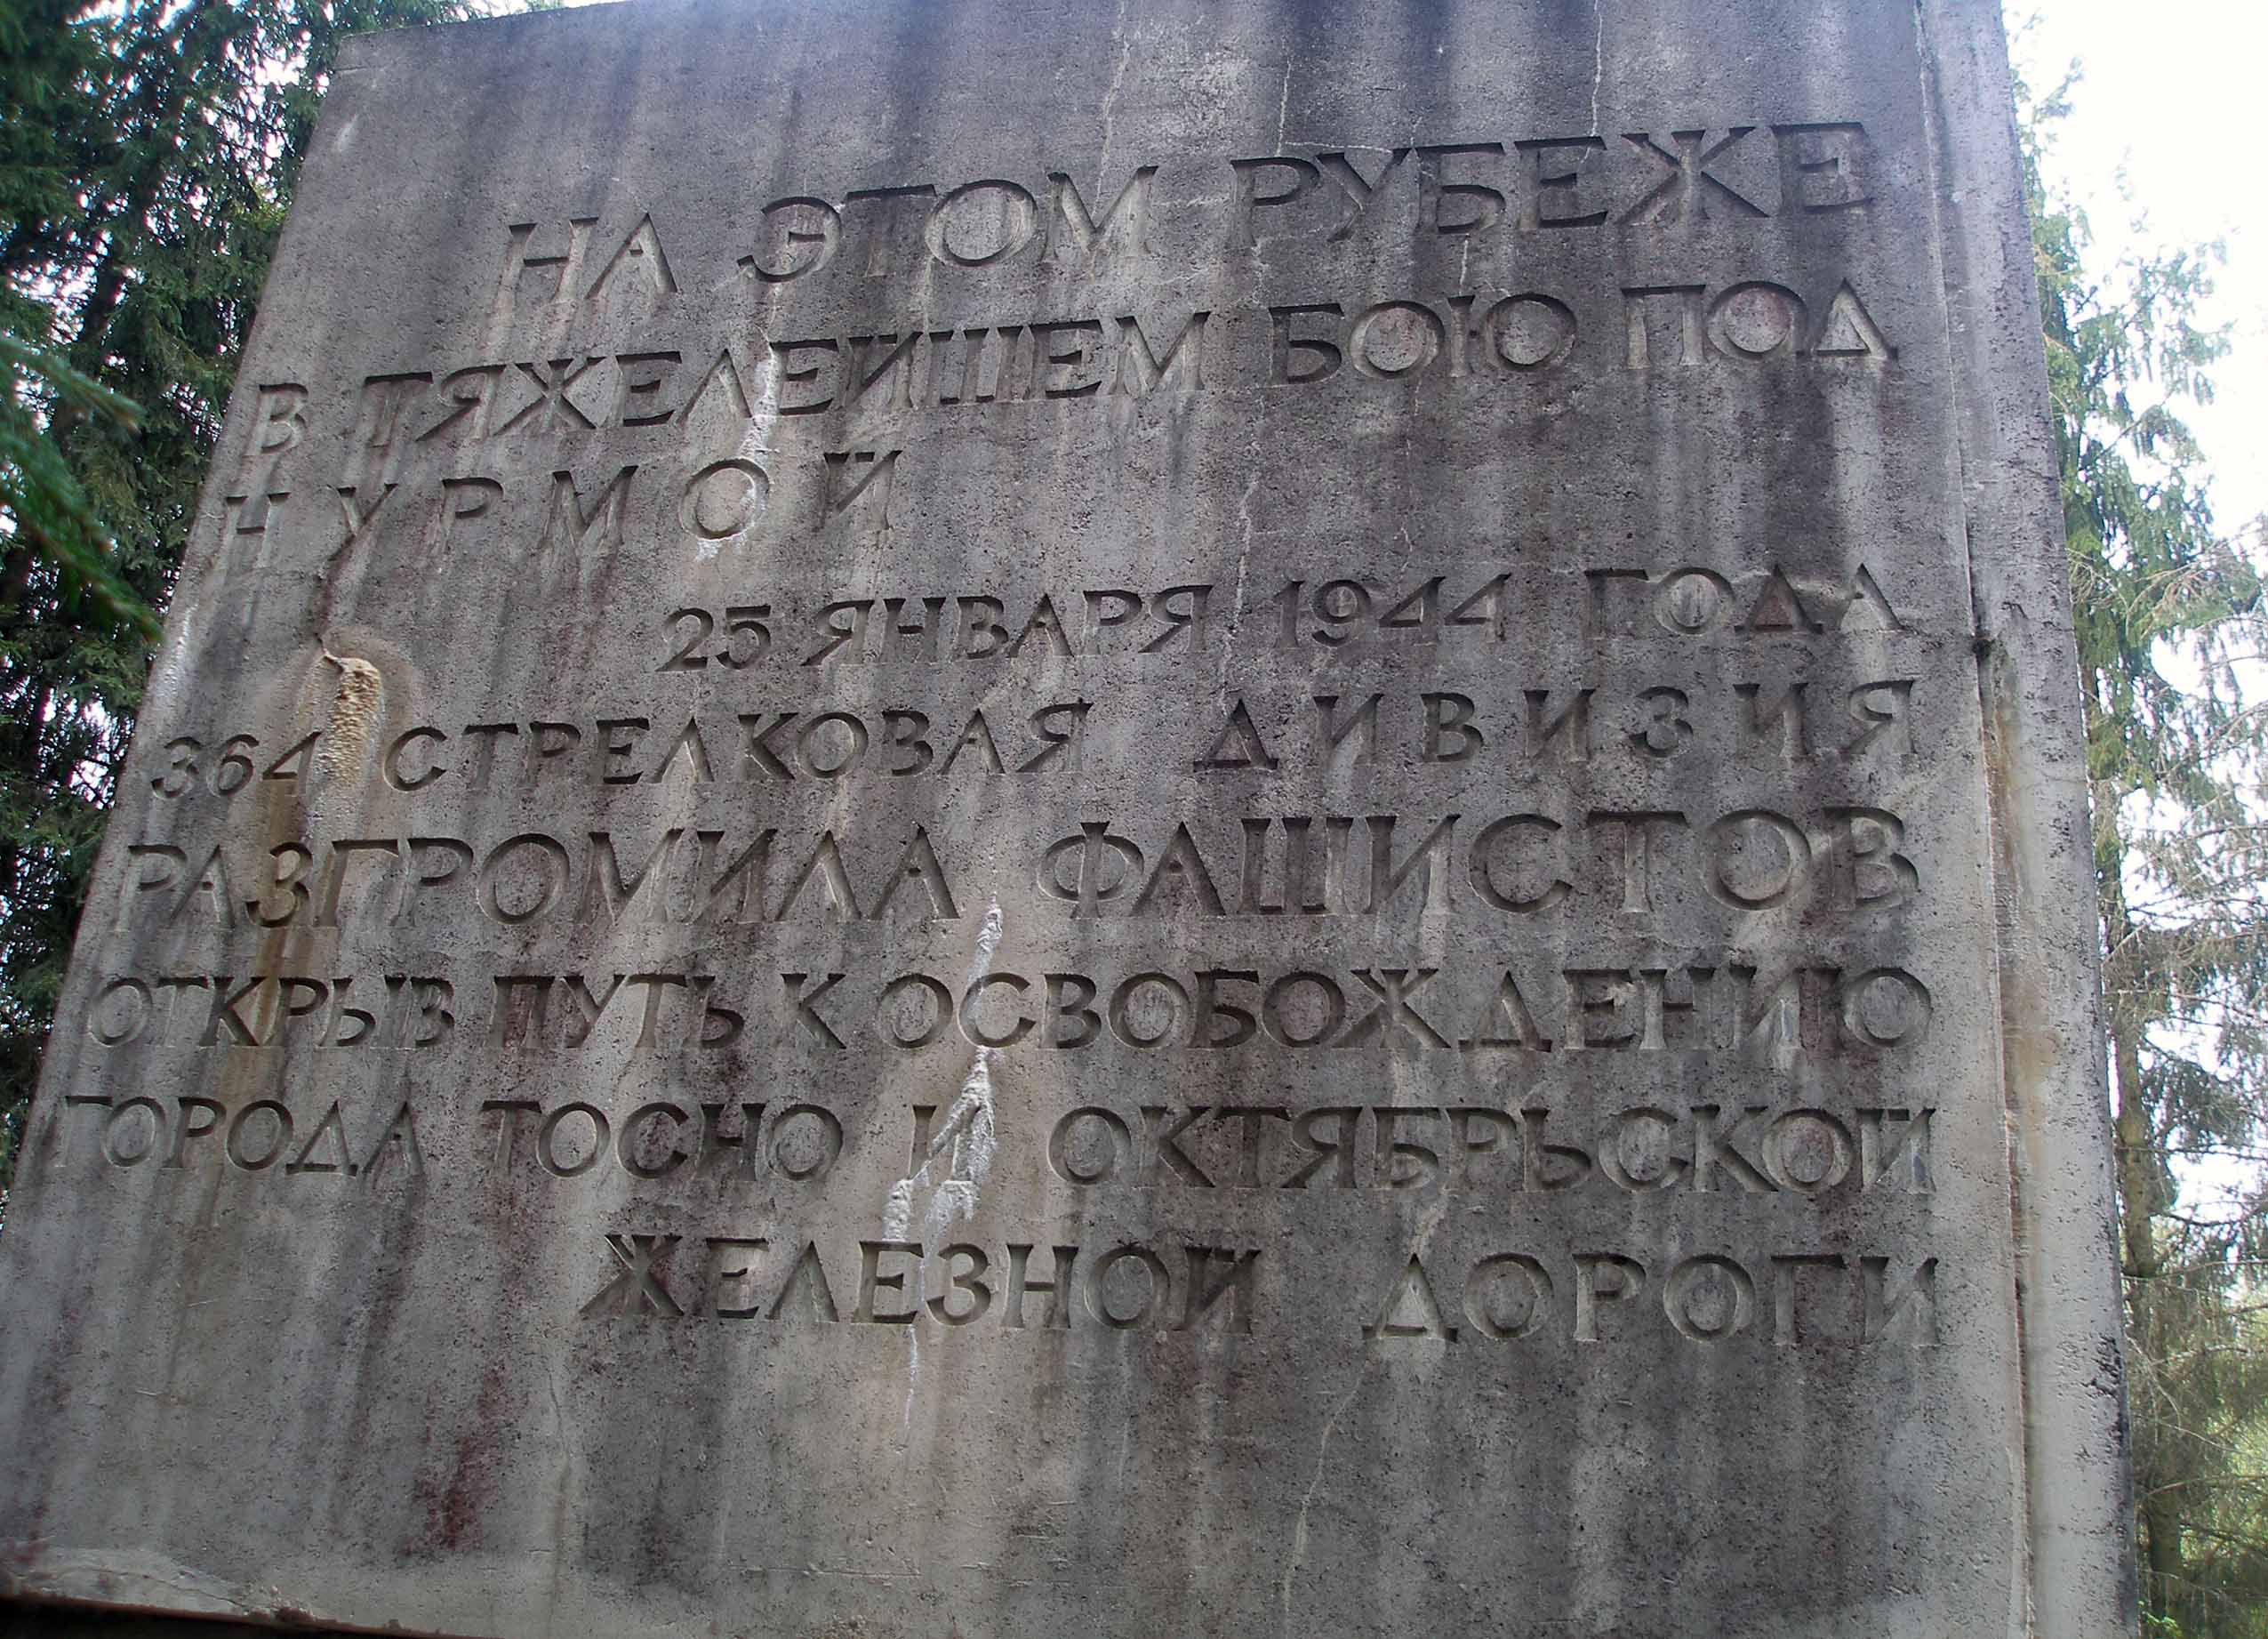 НА ЭТОМ РУБЕЖЕ
В ТЯЖЕЛЕЙШЕМ БОЮ ПОД
НУРМОЙ
25 ЯНВАРЯ 1944 ГОДА
364 СТРЕЛКОВАЯ ДИВИЗИЯ
РАЗГРОМИЛА ФАШИСТОВ
ОТКРЫВ ПУТЬ К ОСВОБОЖДЕНИЮ
ГОРОДА ТОСНО И ОКТЯБРЬСКОЙ
ЖЕЛЕЗНОЙ ДОРОГИ